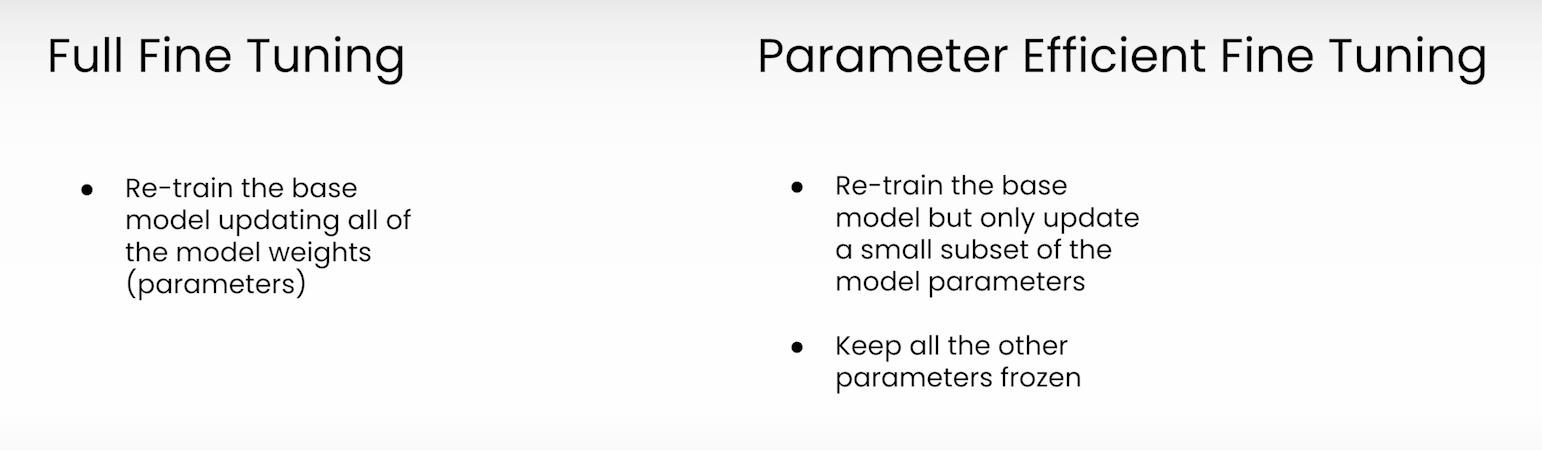 Full Fine Tuning
● Re-train the base
model updating all of
the model weights
(parameters)
Parameter Efficient Fine Tuning
● Re-train the base
model but only update
a small subset of the
model parameters
● Keep all the other
parameters frozen